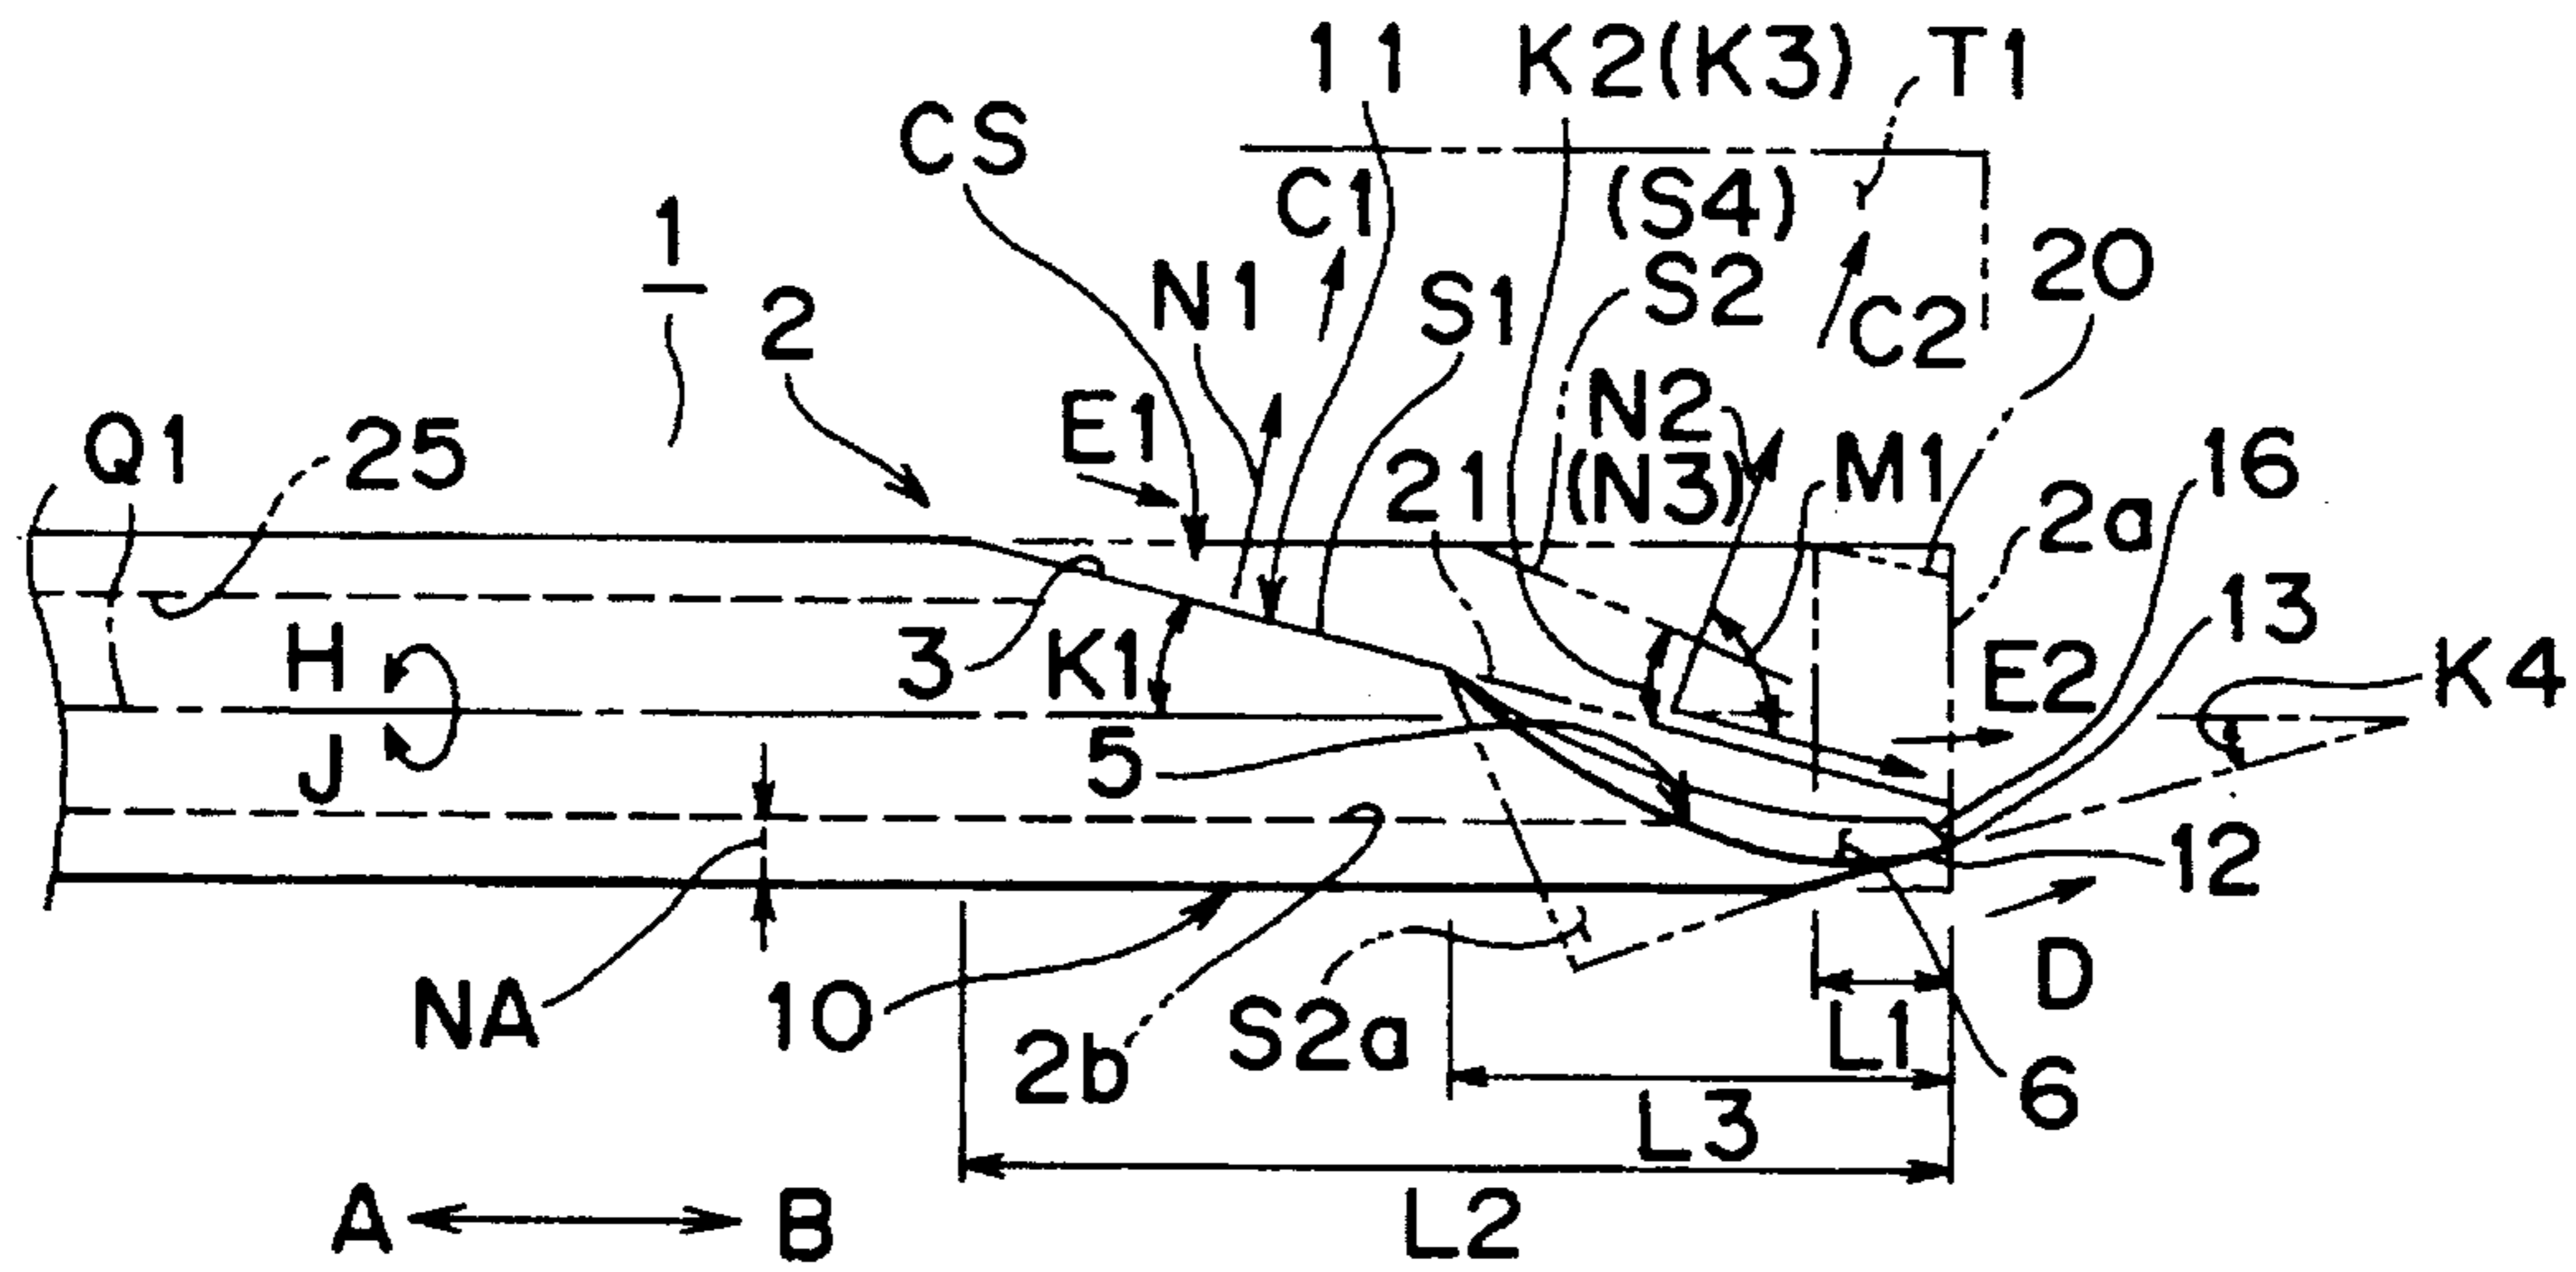 11 K2(K3) T1
CS
C1 (S4)
1 N1 S1 S2 20
2 C2
E1 N2
Q1 25 21 (N3) M1 16
2a
13
H 3 K1 E2 K4
J 5
12
NA 10 2b S2a L1 D
6
L3
A B L2